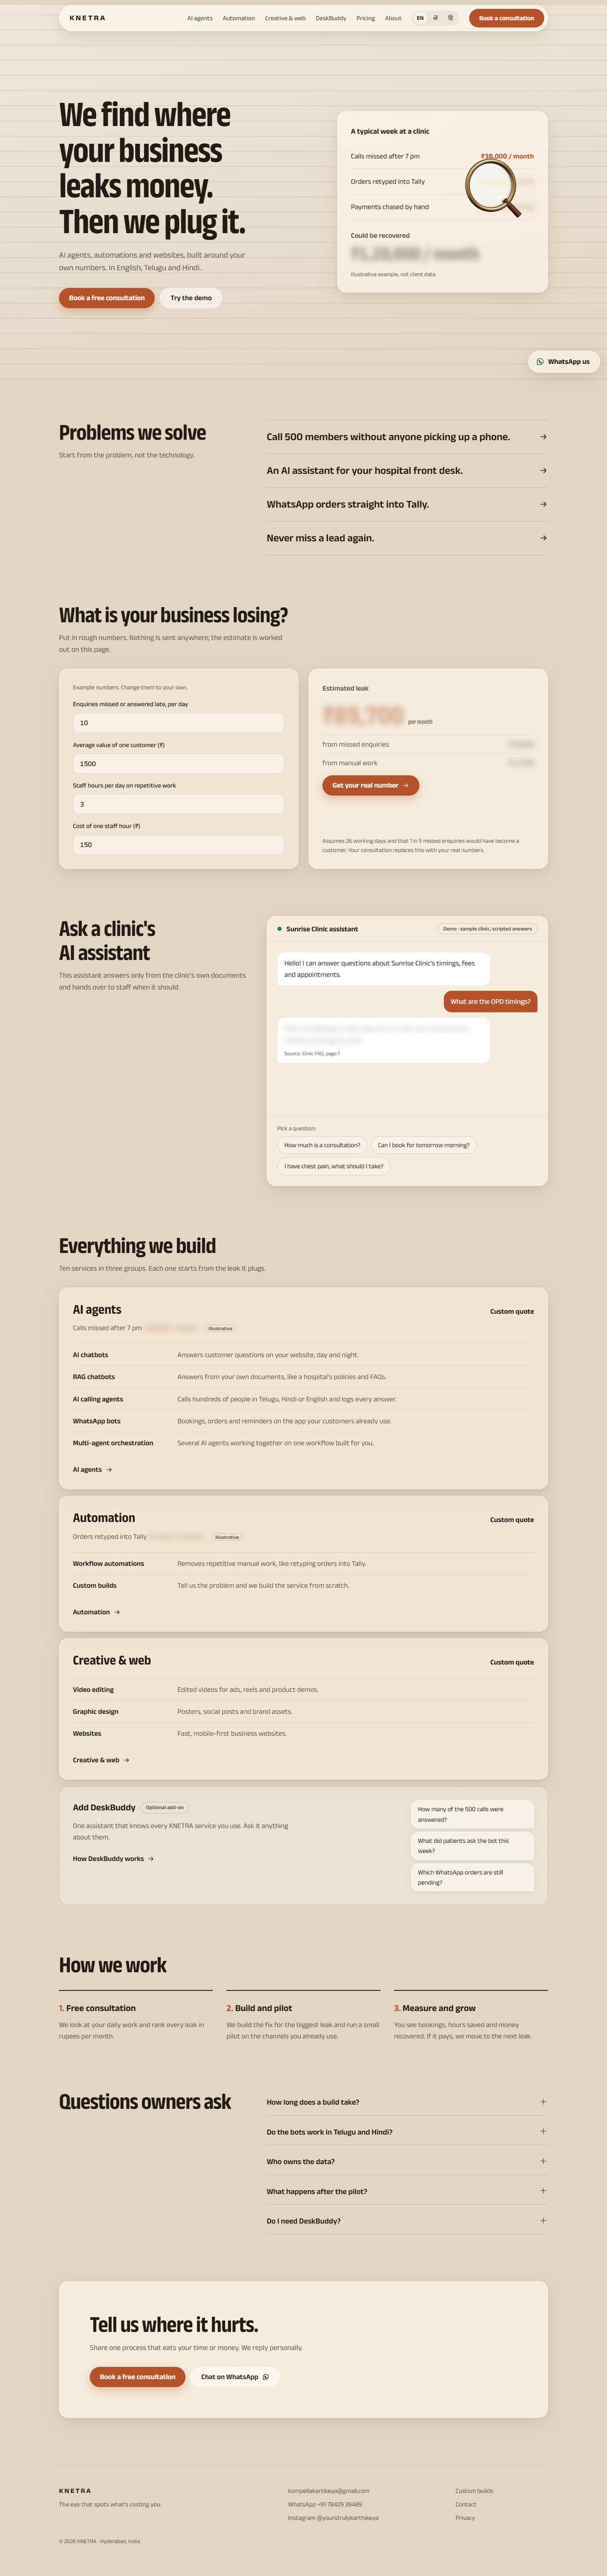 KNETRA
AI agents Automation Creative & web DeskBuddy Pricing About EN తె हि Book a consultation
We find where
your business
leaks money.
Then we plug it.
AI agents, automations and websites, built around your
own numbers. In English, Telugu and Hindi.
Book a free consultation Try the demo
A typical week at a clinic
Calls missed after 7 pm ₹38,000 / month
Orders retyped into Tally
Payments chased by hand
Could be recovered
₹1,28,000 / month
Illustrative example, not client data.
WhatsApp us
Problems we solve
Start from the problem, not the technology.
Call 500 members without anyone picking up a phone. →
An AI assistant for your hospital front desk. →
WhatsApp orders straight into Tally. →
Never miss a lead again. →
What is your business losing?
Put in rough numbers. Nothing is sent anywhere; the estimate is worked
out on this page.
Example numbers. Change them to your own.
Enquiries missed or answered late, per day
10
Average value of one customer (₹)
1500
Staff hours per day on repetitive work
3
Cost of one staff hour (₹)
150
Estimated leak
₹89,700 per month
from missed enquiries
from manual work
Get your real number →
Assumes 26 working days and that 1 in 5 missed enquiries would have become a
customer. Your consultation replaces this with your real numbers.
Ask a clinic's
AI assistant
This assistant answers only from the clinic's own documents
and hands over to staff when it should.
Sunrise Clinic assistant Demo · sample clinic, scripted answers
Hello! I can answer questions about Sunrise Clinic's timings, fees
and appointments.
What are the OPD timings?
Source: Clinic FAQ, page 1
Pick a question:
How much is a consultation? Can I book for tomorrow morning?
I have chest pain, what should I take?
Everything we build
Ten services in three groups. Each one starts from the leak it plugs.
AI agents Custom quote
Calls missed after 7 pm Illustrative
AI chatbots Answers customer questions on your website, day and night.
RAG chatbots Answers from your own documents, like a hospital's policies and FAQs.
AI calling agents Calls hundreds of people in Telugu, Hindi or English and logs every answer.
WhatsApp bots Bookings, orders and reminders on the app your customers already use.
Multi-agent orchestration Several AI agents working together on one workflow built for you.
AI agents →
Automation Custom quote
Orders retyped into Tally Illustrative
Workflow automations Removes repetitive manual work, like retyping orders into Tally.
Custom builds Tell us the problem and we build the service from scratch.
Automation →
Creative & web Custom quote
Video editing Edited videos for ads, reels and product demos.
Graphic design Posters, social posts and brand assets.
Websites Fast, mobile-first business websites.
Creative & web →
Add DeskBuddy Optional add-on
One assistant that knows every KNETRA service you use. Ask it anything
about them.
How DeskBuddy works →
How many of the 500 calls were
answered?
What did patients ask the bot this
week?
Which WhatsApp orders are still
pending?
How we work
1. Free consultation
We look at your daily work and rank every leak in
rupees per month.
2. Build and pilot
We build the fix for the biggest leak and run a small
pilot on the channels you already use.
3. Measure and grow
You see bookings, hours saved and money
recovered. If it pays, we move to the next leak.
Questions owners ask
How long does a build take? +
Do the bots work in Telugu and Hindi? +
Who owns the data? +
What happens after the pilot? +
Do I need DeskBuddy? +
Tell us where it hurts.
Share one process that eats your time or money. We reply personally.
Book a free consultation Chat on WhatsApp
KNETRA
The eye that spots what's costing you.
kompellakartikeya@gmail.com
WhatsApp +91 78429 39489
Instagram @yourstrulykarthikeya
Custom builds
Contact
Privacy
© 2026 KNETRA · Hyderabad, India